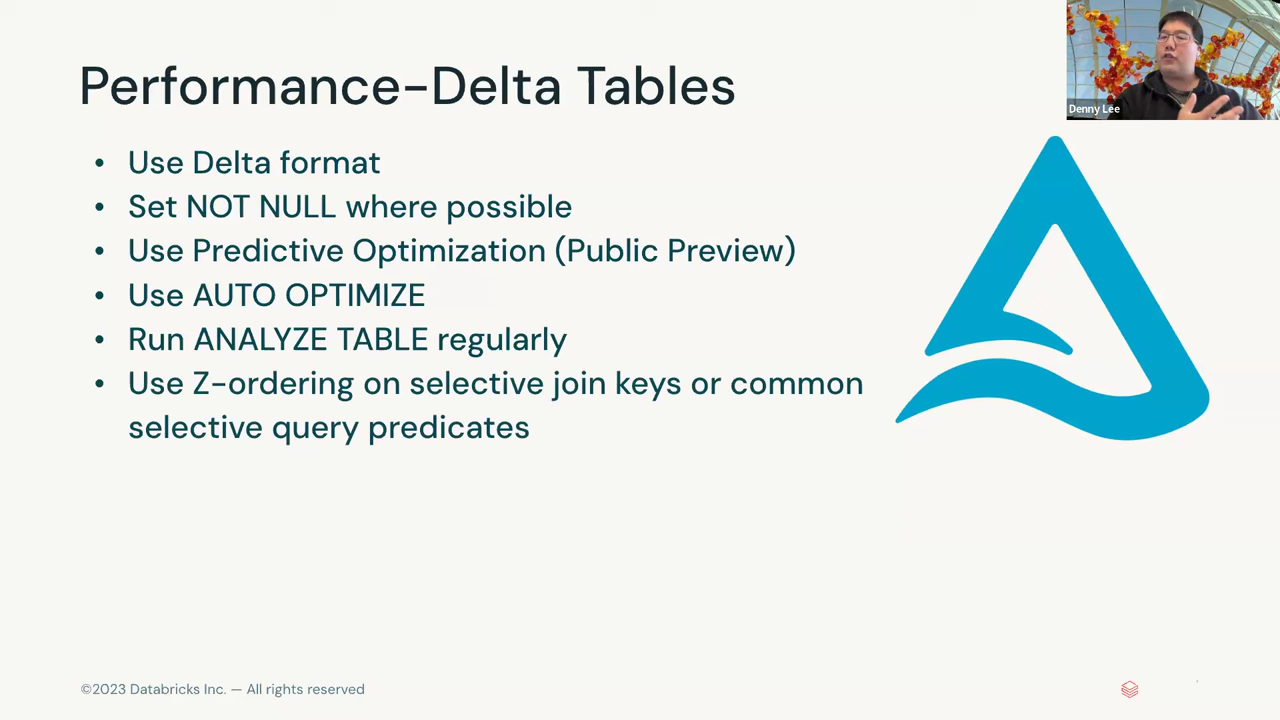 Performance-Delta Tables
Denny Lee
• Use Delta format
• Set NOT NULL where possible
• Use Predictive Optimization (Public Preview)
• Use AUTO OPTIMIZE
• Run ANALYZE TABLE regularly
• Use Z-ordering on selective join keys or common
selective query predicates
©2023 Databricks Inc. — All rights reserved